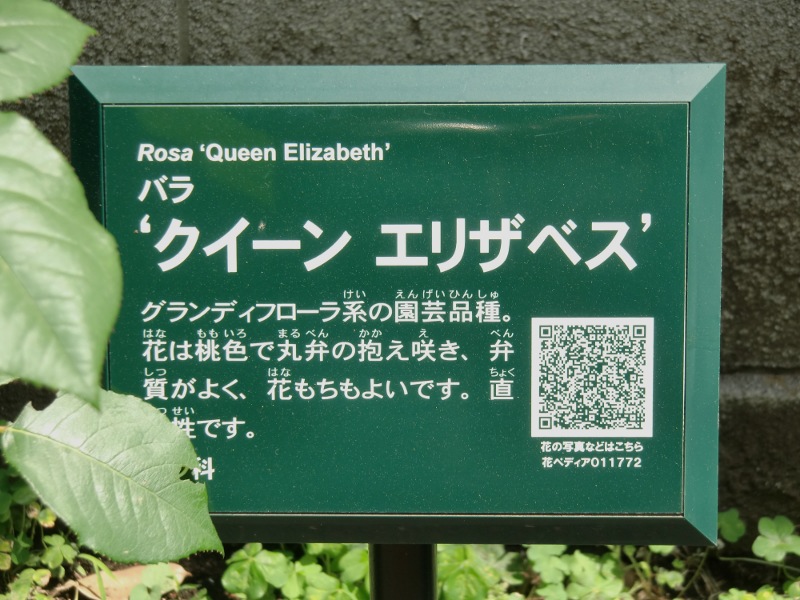 Rosa ‘Queen Elizabeth’
バラ
‘クイーン エリザベス’
グランディフローラ系の園芸品種。
花は桃色で丸弁の抱え咲き、弁
質がよく、花もちもよいです。直
性です。
科
花の写真などはこちら
花ペディア011772